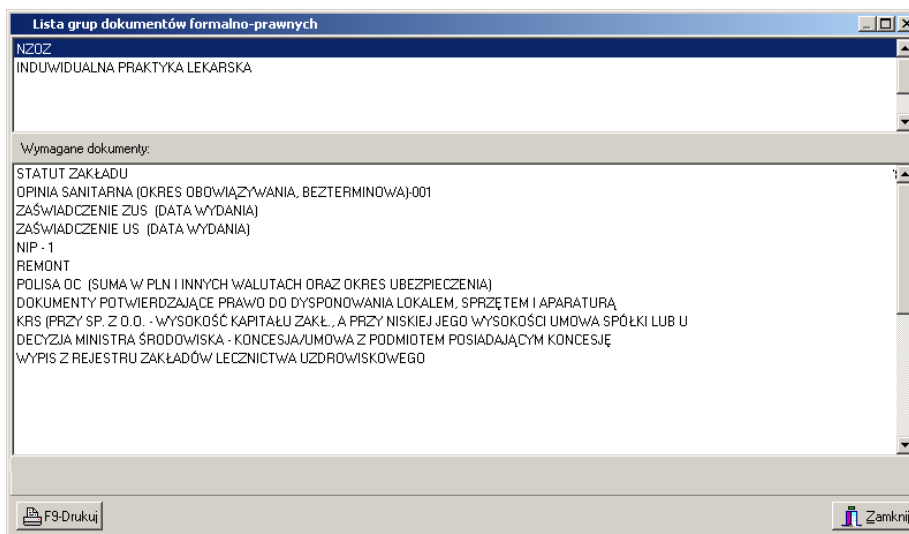 Lista grup dokumentów formalno-prawnych
NZOZ
INDUWIDUALNA PRAKTYKA LEKARSKA
Wymagane dokumenty:
STATUT ZAKŁADU
OPINIA SANITARNA (OKRES OBOWIĄZYWANIA, BEZTERMINOWA)-001
ZAŚWIADCZENIE ZUS (DATA WYDANIA)
ZAŚWIADCZENIE US (DATA WYDANIA)
NIP - 1
REMONT
POLISA OC (SUMA W PLN I INNYCH WALUTACH ORAZ OKRES UBEZPIECZENIA)
DOKUMENTY POTWIERDZAJĄCE PRAWO DO DYSPONOWANIA LOKALEM, SPRZĘTEM I APARATURĄ
KRS (PRZY SP. Z O.O. - WYSOKOŚĆ KAPITAŁU ZAKŁ., A PRZY NISKIEJ JEGO WYSOKOŚCI UMOWA SPÓŁKI LUB U
DECYZJA MINISTRA ŚRODOWISKA - KONCESJA/UMOWA Z PODMIOTEM POSIADAJĄCYM KONCESJĘ
WYPIS Z REJESTRU ZAKŁADÓW LECZNICTWA UZDROWISKOWEGO
F9-Drukuj
Zamknij